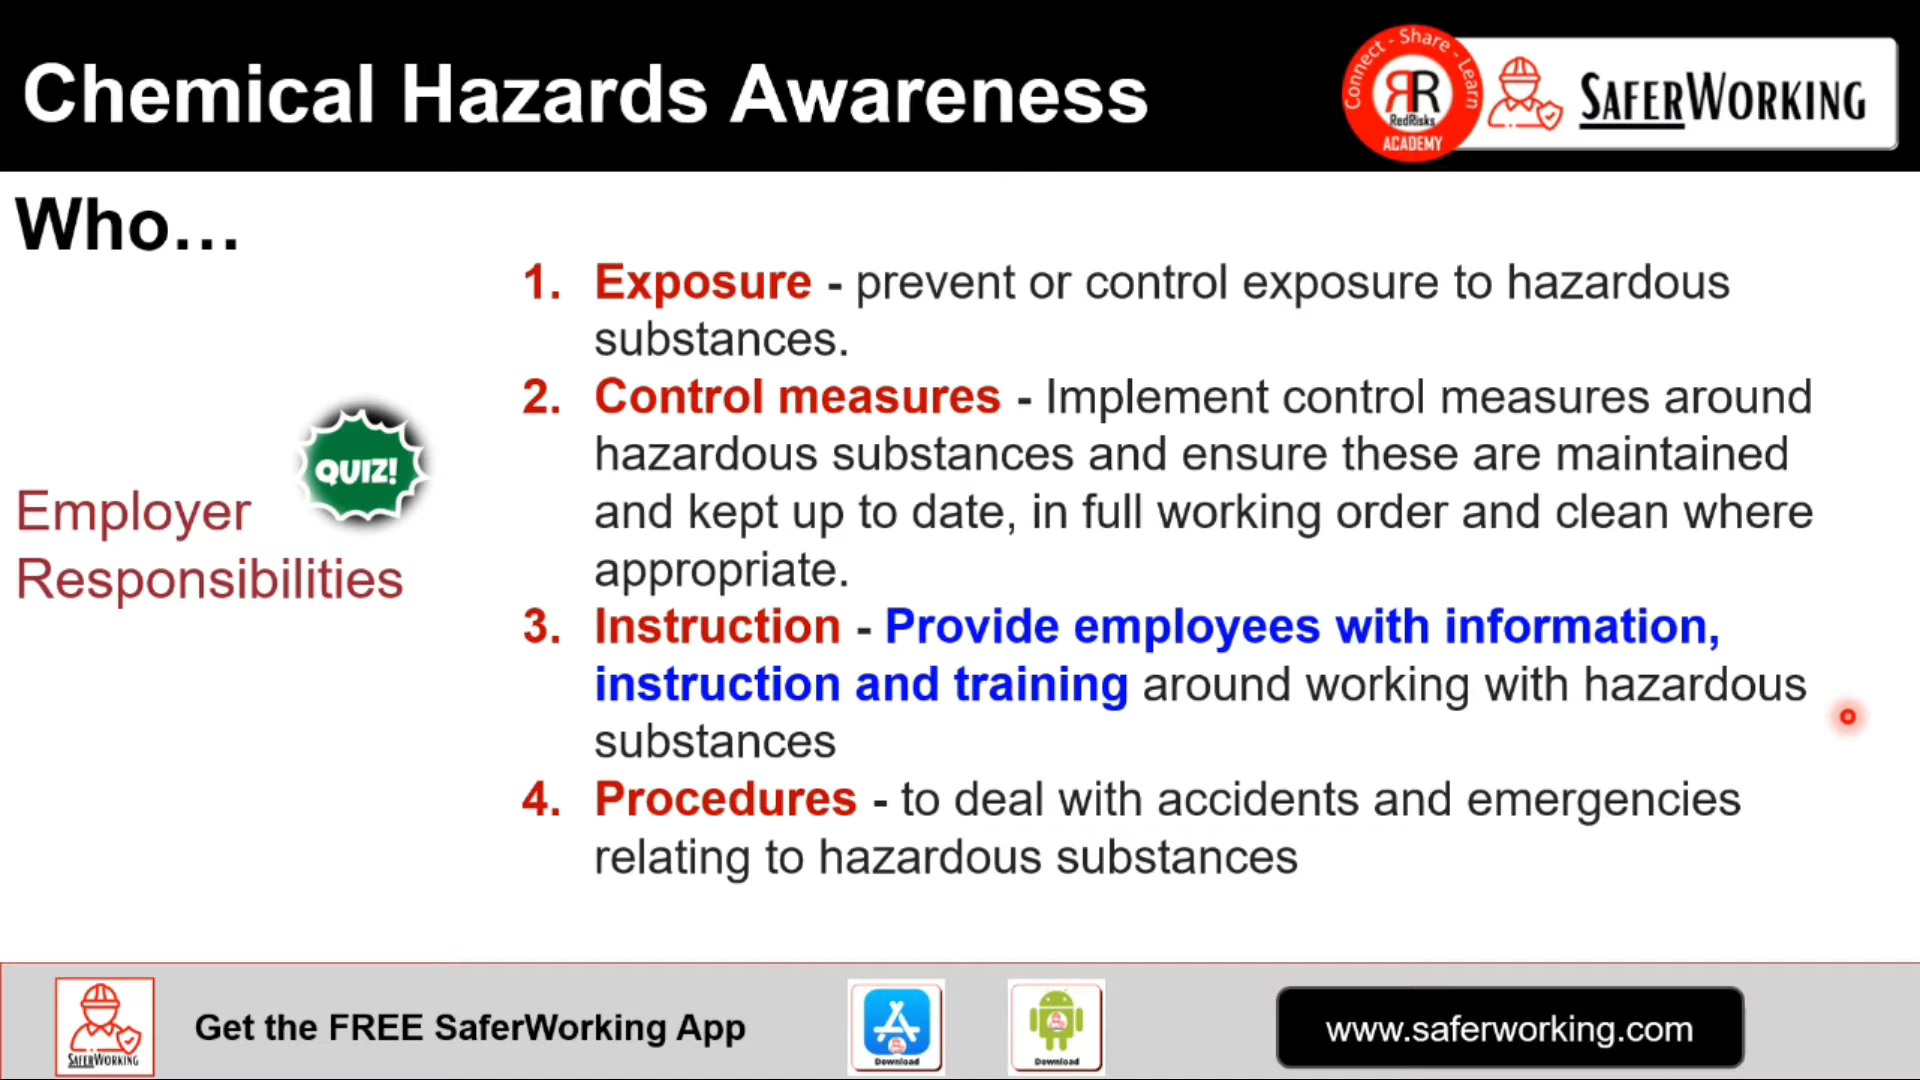 Chemical Hazards Awareness
Connect - Share - Learn
RR
RedRisks
ACADEMY
SAFERWORKING
Who...
1. Exposure - prevent or control exposure to hazardous
substances.
2. Control measures - Implement control measures around
hazardous substances and ensure these are maintained
and kept up to date, in full working order and clean where
appropriate.
3. Instruction - Provide employees with information,
instruction and training around working with hazardous
substances
4. Procedures - to deal with accidents and emergencies
relating to hazardous substances
QUIZ!
Employer
Responsibilities
SAFERWORKING
Get the FREE SaferWorking App
Download
Download
www.saferworking.com